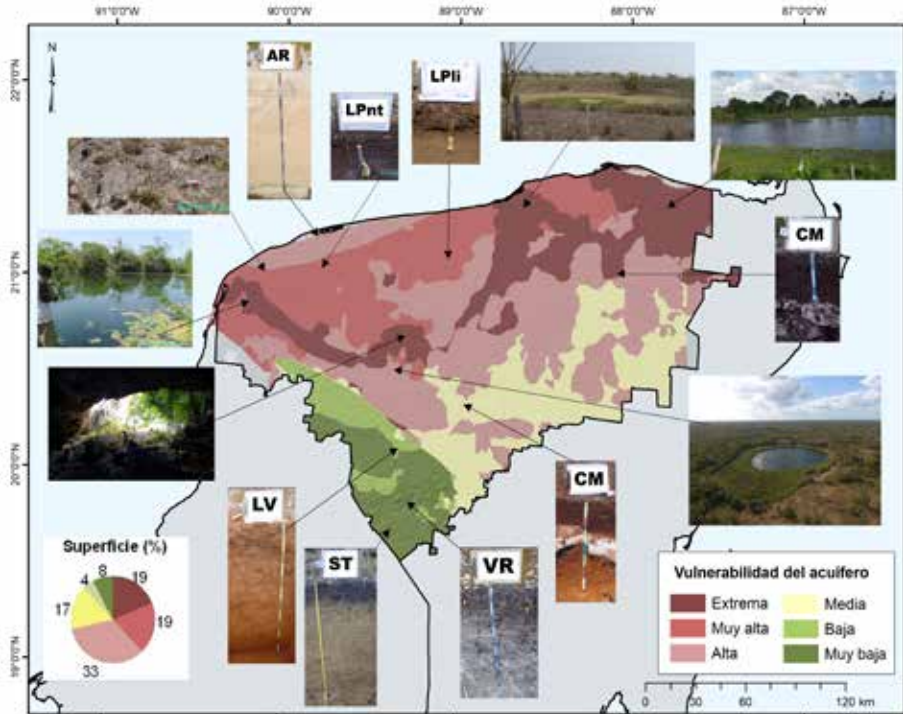 91°0'0"W
90°0'0"W
89°0'0"W
88°0'0"W
87°0'0"W
N
22°0'0"N
21°0'0"N
20°0'0"N
19°0'0"N
AR
LPnt
LPli
CM
LV
ST
VR
CM
Superficie (%)
8
19
4
17
19
33
Vulnerabilidad del acuífero
Extrema
Muy alta
Alta
Media
Baja
Muy baja
0 30 60 120 km